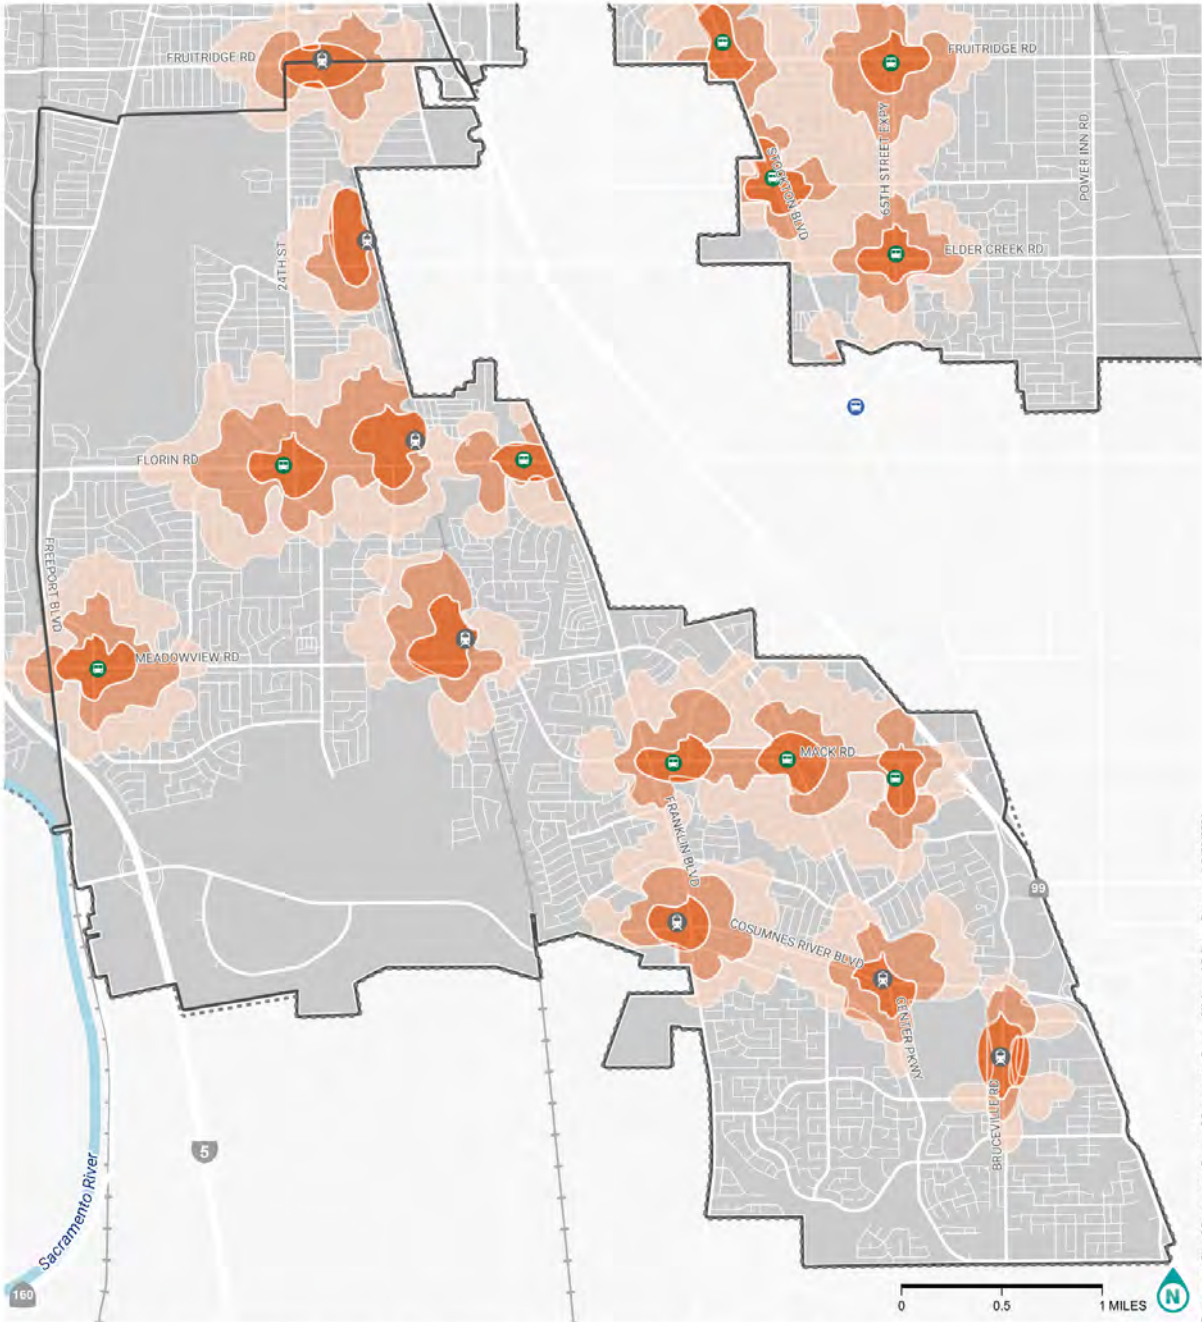 FRUITRIDGE RD
FRUITRIDGE RD
POWER INN RD
65TH STREET EXPY
STOCKTON BLVD
24TH ST
ELDER CREEK RD
FLORIN RD
FREEPORT BLVD
MEADOWVIEW RD
MACK RD
FRANKLIN BLVD
99
COSUMNES RIVER BLVD
CENTER PKWY
BRUCEVILLE RD
5
Sacramento River
160
0 0.5 1 MILES
N